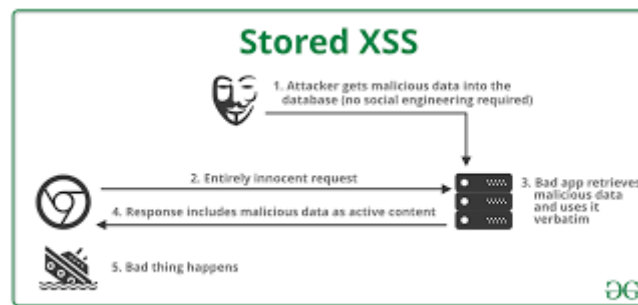 Stored XSS
1. Attacker gets malicious data into the
database (no social engineering required)
2. Entirely innocent request
3. Bad app retrieves
malicious data
and uses it
verbatim
4. Response includes malicious data as active content
5. Bad thing happens